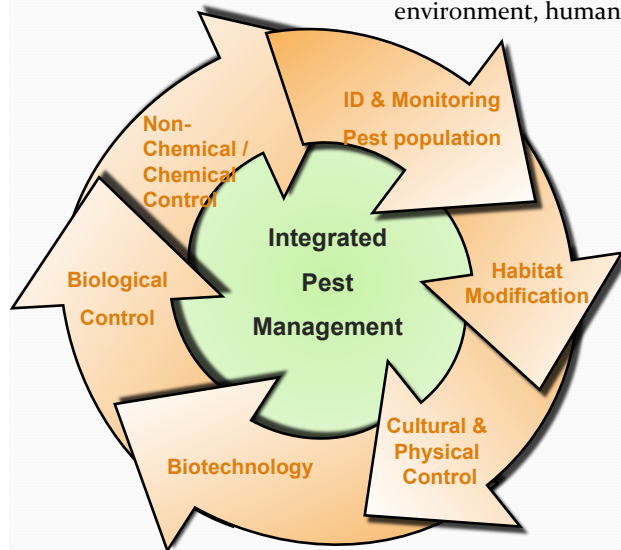 environment, human
ID & Monitoring
Pest population
Habitat
Modification
Cultural &
Physical
Control
Biotechnology
Biological
Control
Non-
Chemical /
Chemical
Control
Integrated
Pest
Management